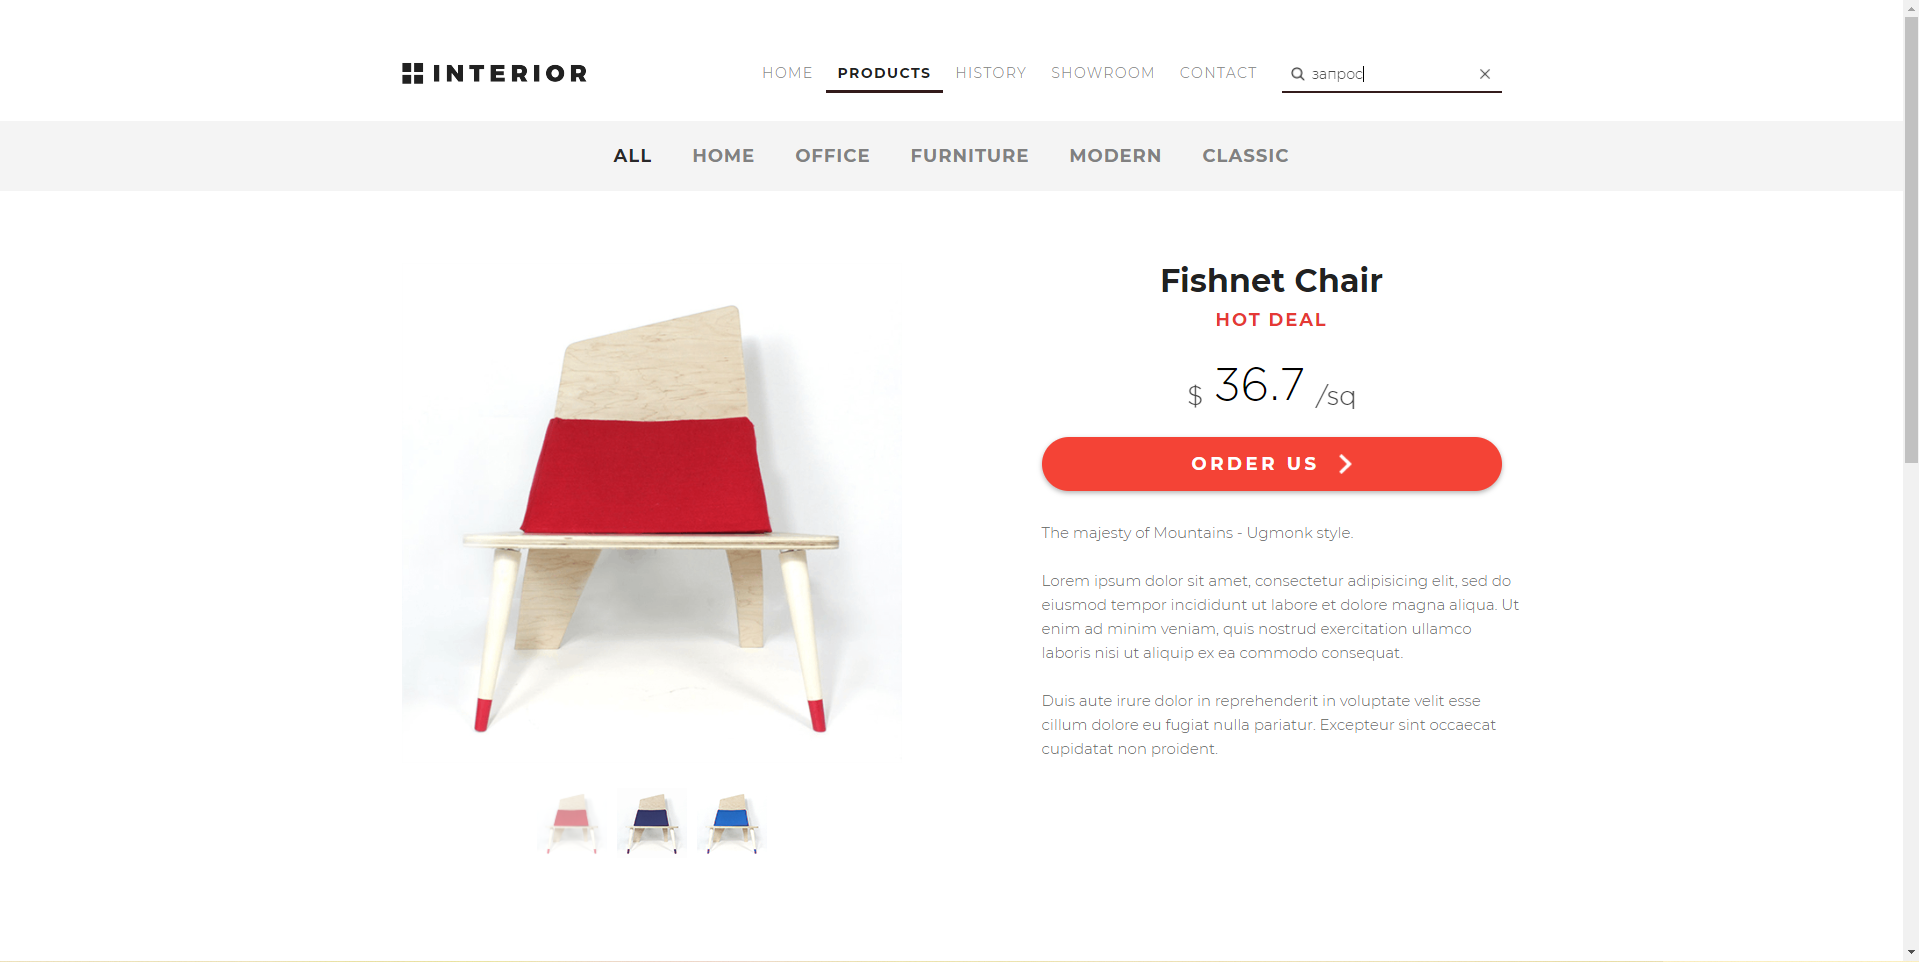 INTERIOR
HOME PRODUCTS HISTORY SHOWROOM CONTACT запрос
ALL HOME OFFICE FURNITURE MODERN CLASSIC
Fishnet Chair
HOT DEAL
$ 36.7 /sq
ORDER US
The majesty of Mountains - Ugmonk style.
Lorem ipsum dolor sit amet, consectetur adipisicing elit, sed do
eiusmod tempor incididunt ut labore et dolore magna aliqua. Ut
enim ad minim veniam, quis nostrud exercitation ullamco
laboris nisi ut aliquip ex ea commodo consequat.
Duis aute irure dolor in reprehenderit in voluptate velit esse
cillum dolore eu fugiat nulla pariatur. Excepteur sint occaecat
cupidatat non proident.